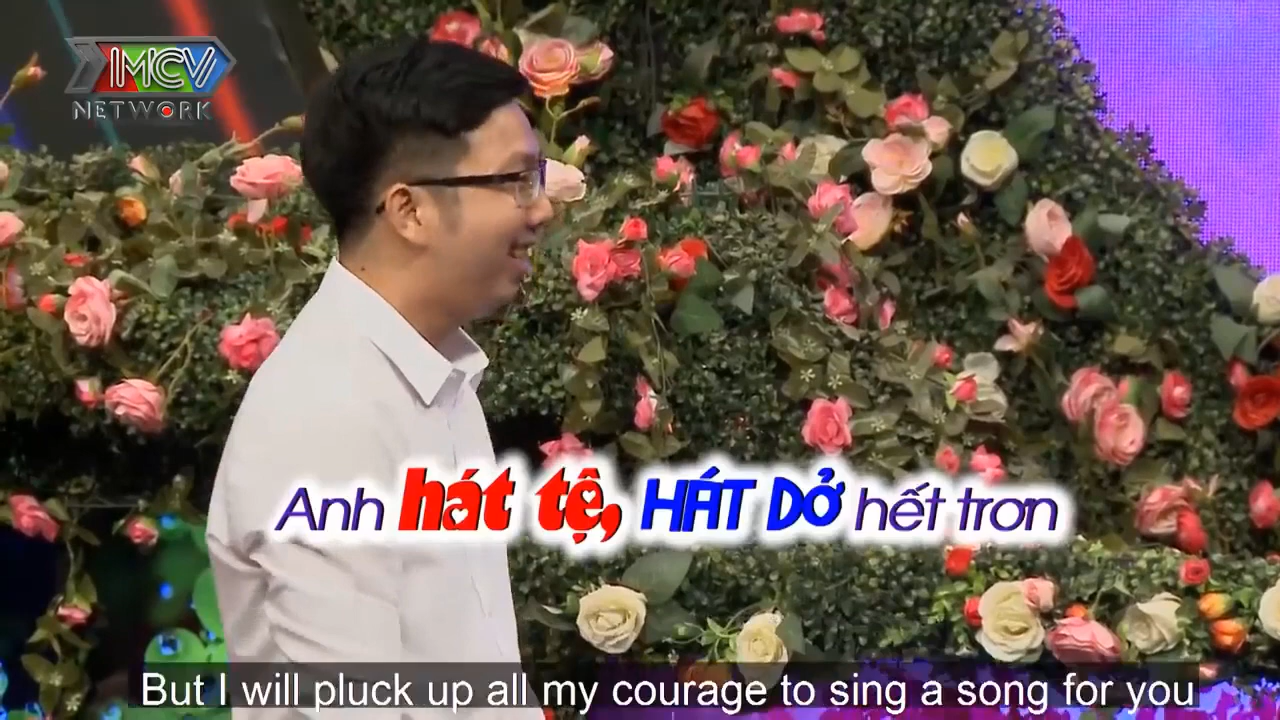 MCV
NETWORK
Anh hát tệ, HÁT DỞ hết trơn
But I will pluck up all my courage to sing a song for you